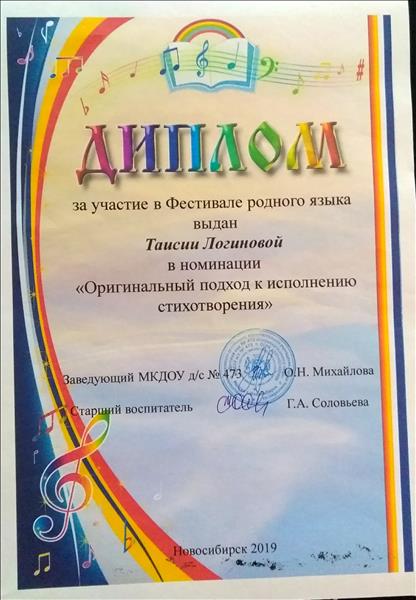 ДИПЛОМ
за участие в Фестивале родного языка
выдан
Таисии Логиновой
в номинации
«Оригинальный подход к исполнению
стихотворения»
Заведующий МКДОУ д/с № 473 О.Н. Михайлова
Старший воспитатель Г.А. Соловьева
Новосибирск 2019